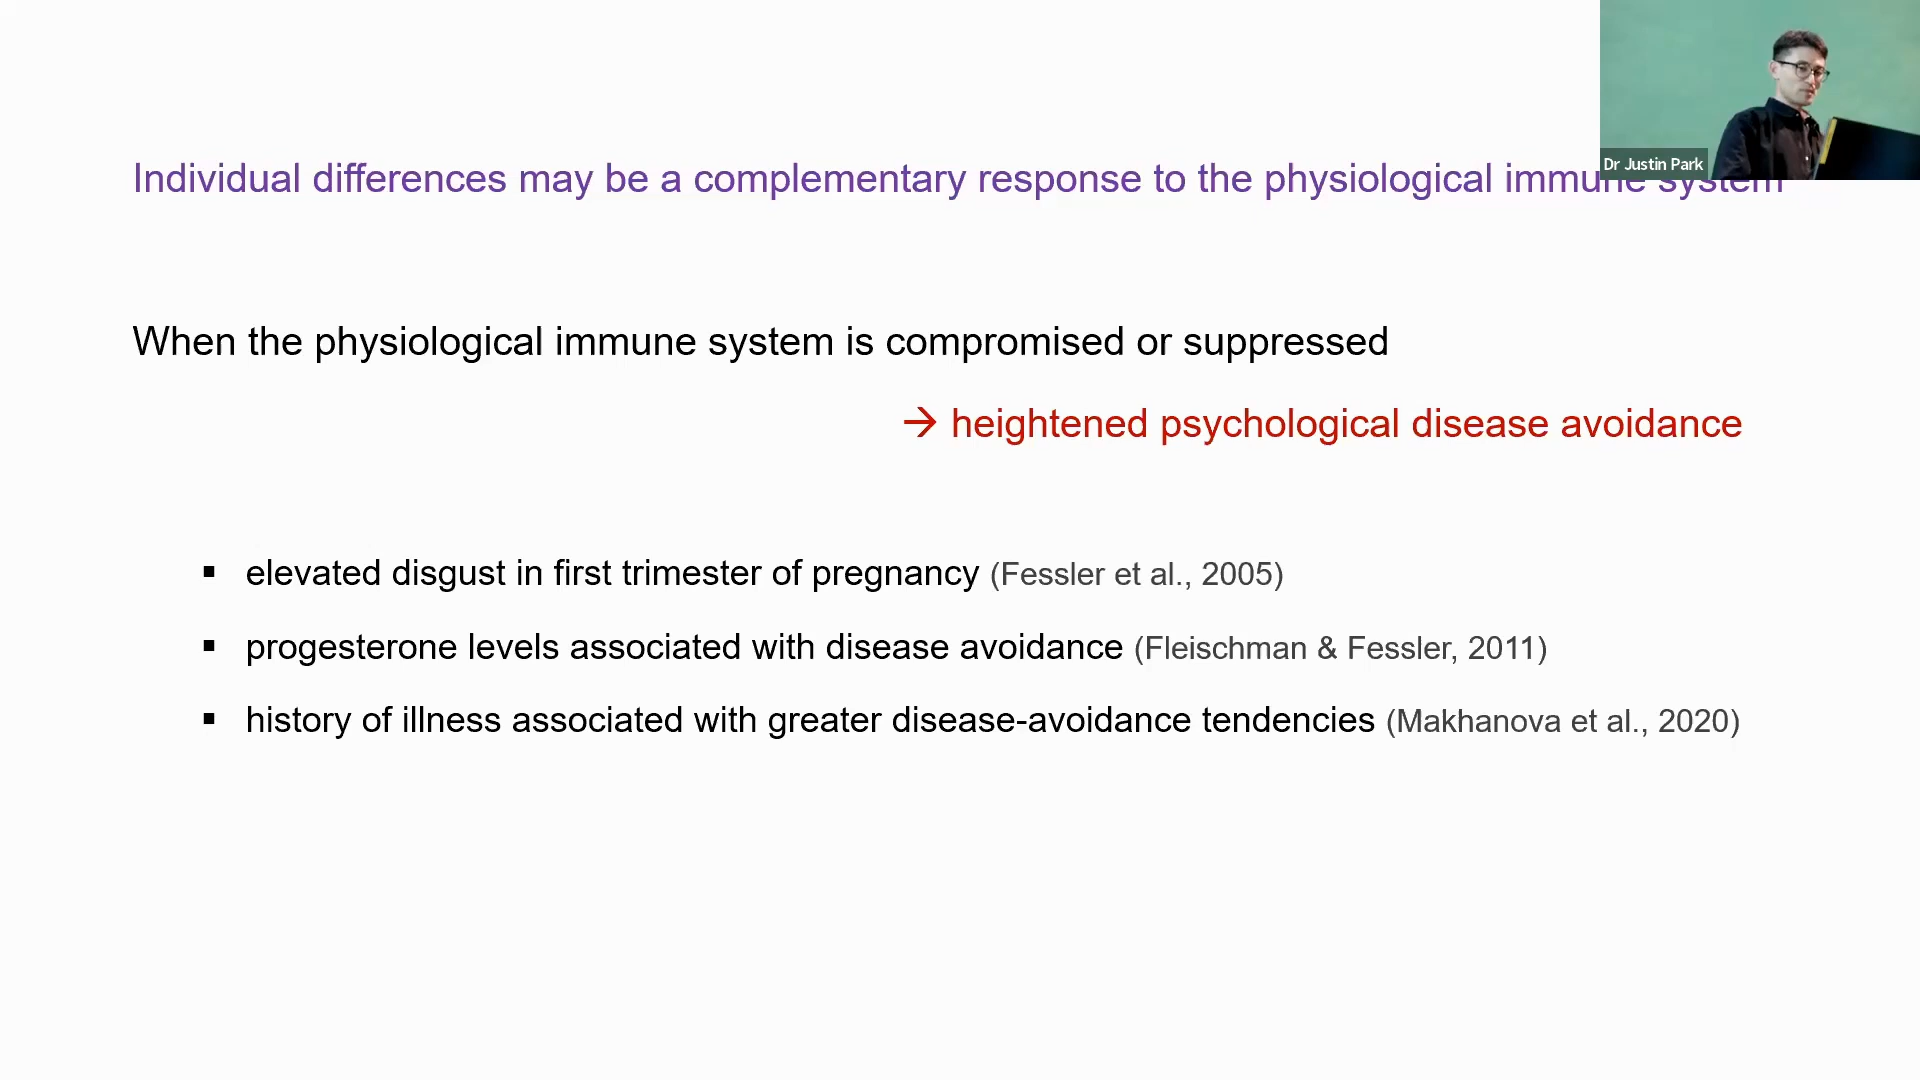 Individual differences may be a complementary response to the physiological immune system
Dr Justin Park
When the physiological immune system is compromised or suppressed
→ heightened psychological disease avoidance
▪ elevated disgust in first trimester of pregnancy (Fessler et al., 2005)
▪ progesterone levels associated with disease avoidance (Fleischman & Fessler, 2011)
▪ history of illness associated with greater disease-avoidance tendencies (Makhanova et al., 2020)